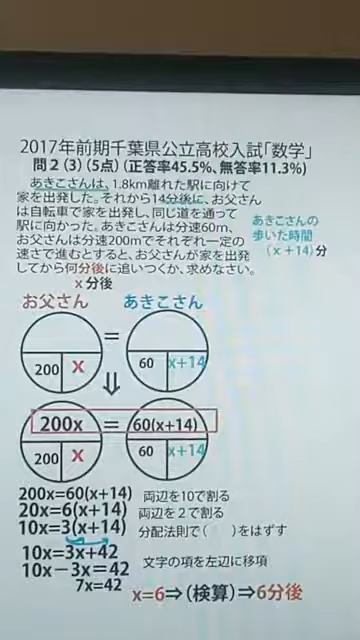 2017年前期千葉県公立高校入試「数学」
問2(3)(5点)(正答率45.5%、無答率11.3%)
あきこさんは、1.8km離れた駅に向けて
家を出発した。それから14分後に、お父さん
は自転車で家を出発し、同じ道を通って
駅に向かった。あきこさんは分速60m、
お父さんは分速200mでそれぞれ一定の
速さで進むとすると、お父さんが家を出発
してから何分後に追いつくか、求めなさい。
あきこさんの
歩いた時間
(x+14)分
x分後
お父さん あきこさん
=
200 x 60 x+14
⇓
200x = 60(x+14)
200 x 60 x+14
200x=60(x+14) 両辺を10で割る
20x=6(x+14) 両辺を2で割る
10x=3(x+14) 分配法則で( )をはずす
10x=3x+42
10x-3x=42 文字の項を左辺に移項
7x=42
x=6⇒(検算)⇒6分後